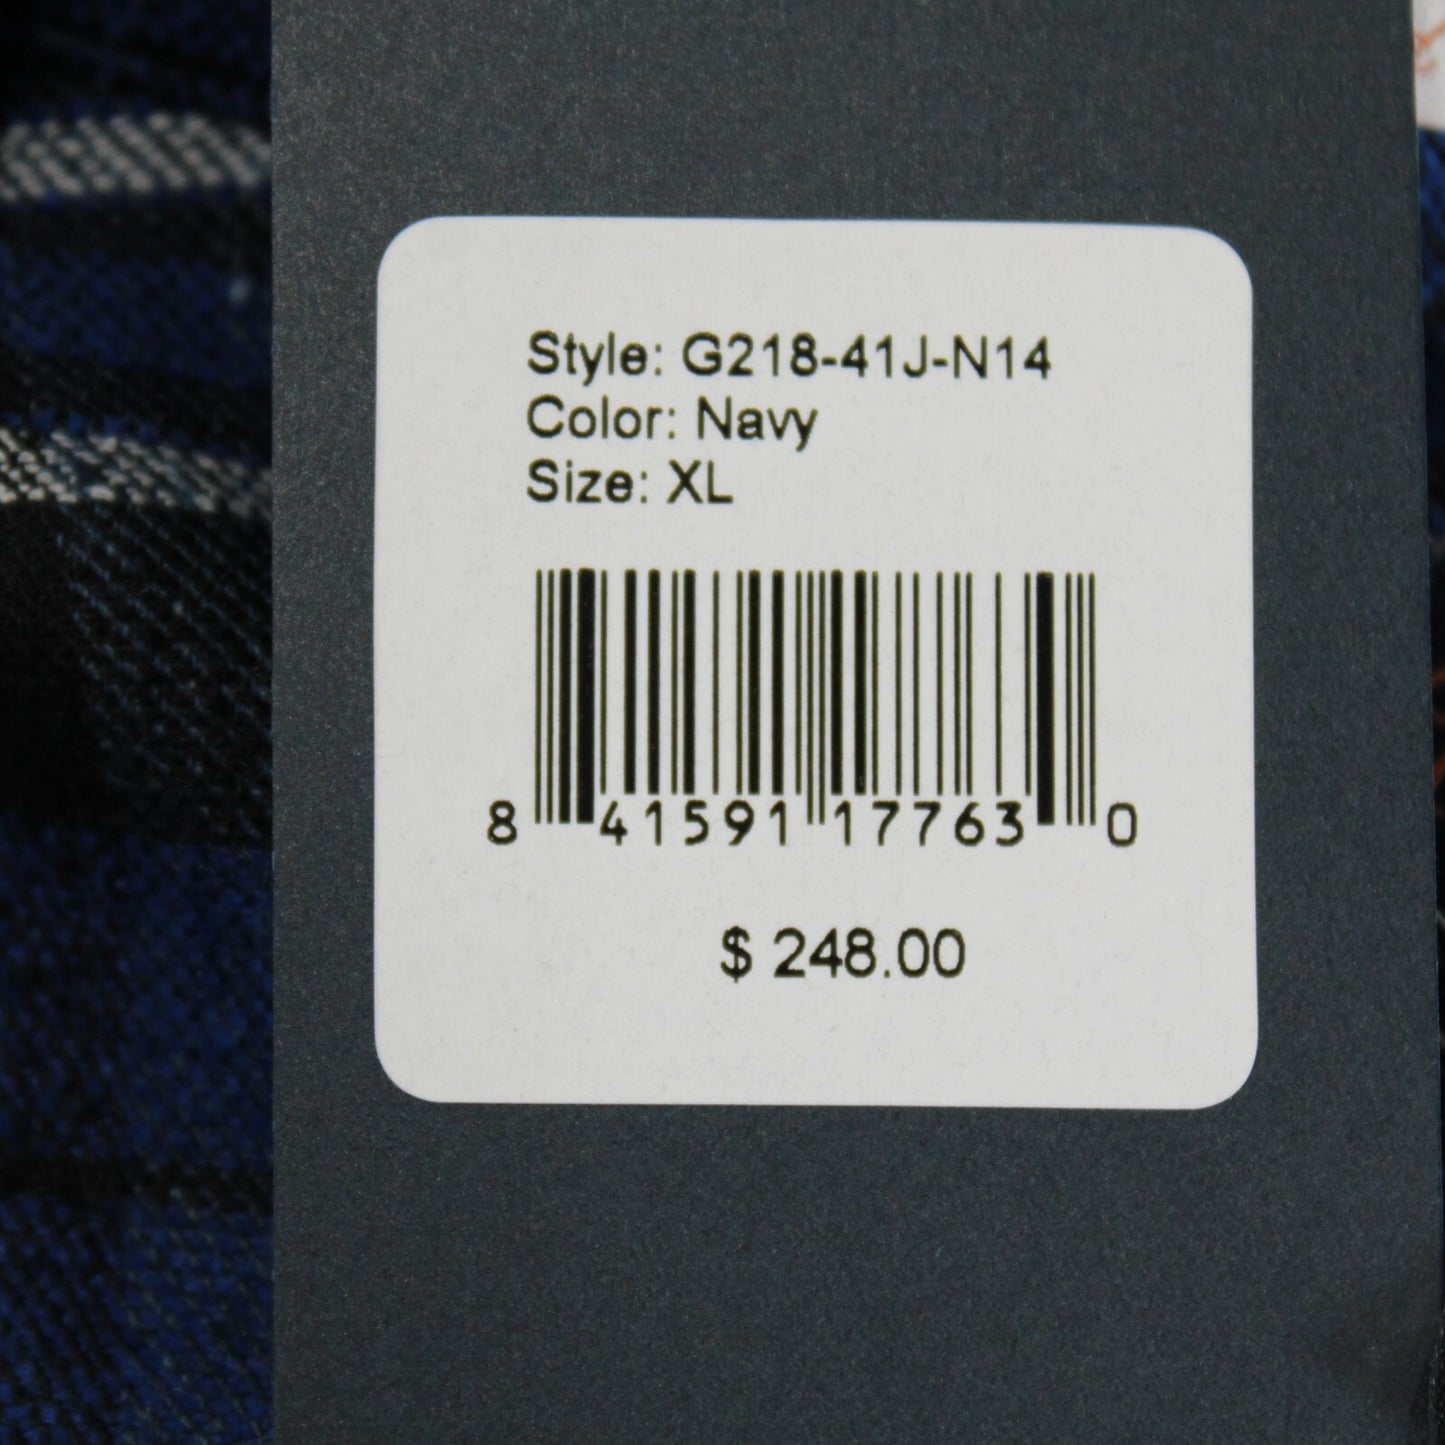 Style: G218-41J-N14
Color: Navy
Size: XL
8 41591 17763 0
$ 248.00